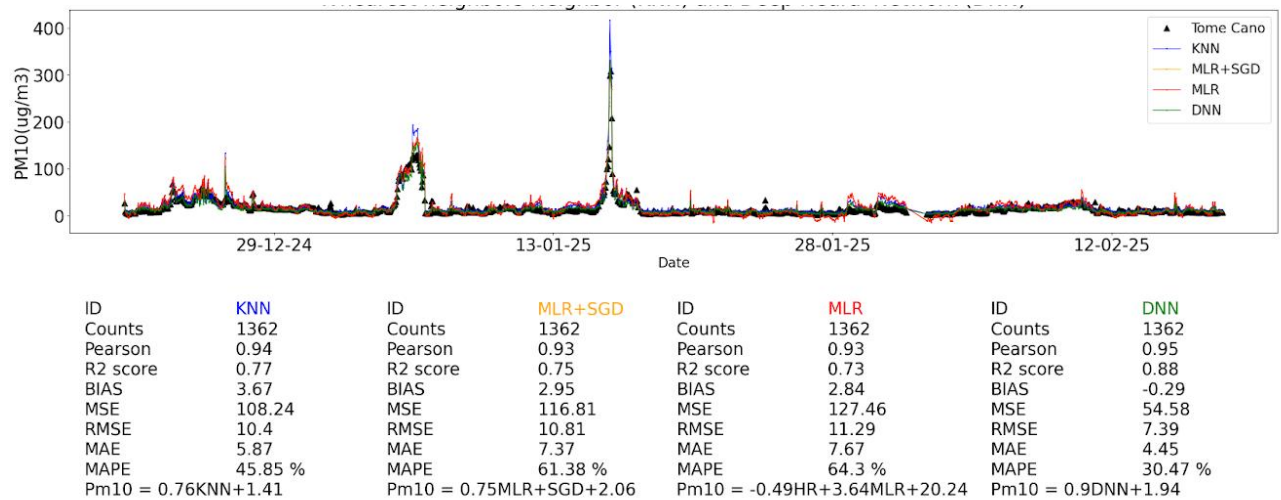 (KNN) and Deep Neural Network (DNN)
400
300
200
100
0
PM10(ug/m3)
Tome Cano
KNN
MLR+SGD
MLR
DNN
29-12-24 13-01-25 28-01-25 12-02-25
Date
ID KNN ID MLR+SGD ID MLR ID DNN
Counts 1362 Counts 1362 Counts 1362 Counts 1362
Pearson 0.94 Pearson 0.93 Pearson 0.93 Pearson 0.95
R2 score 0.77 R2 score 0.75 R2 score 0.73 R2 score 0.88
BIAS 3.67 BIAS 2.95 BIAS 2.84 BIAS -0.29
MSE 108.24 MSE 116.81 MSE 127.46 MSE 54.58
RMSE 10.4 RMSE 10.81 RMSE 11.29 RMSE 7.39
MAE 5.87 MAE 7.37 MAE 7.67 MAE 4.45
MAPE 45.85 % MAPE 61.38 % MAPE 64.3 % MAPE 30.47 %
Pm10 = 0.76KNN+1.41 Pm10 = 0.75MLR+SGD+2.06 Pm10 = -0.49HR+3.64MLR+20.24 Pm10 = 0.9DNN+1.94